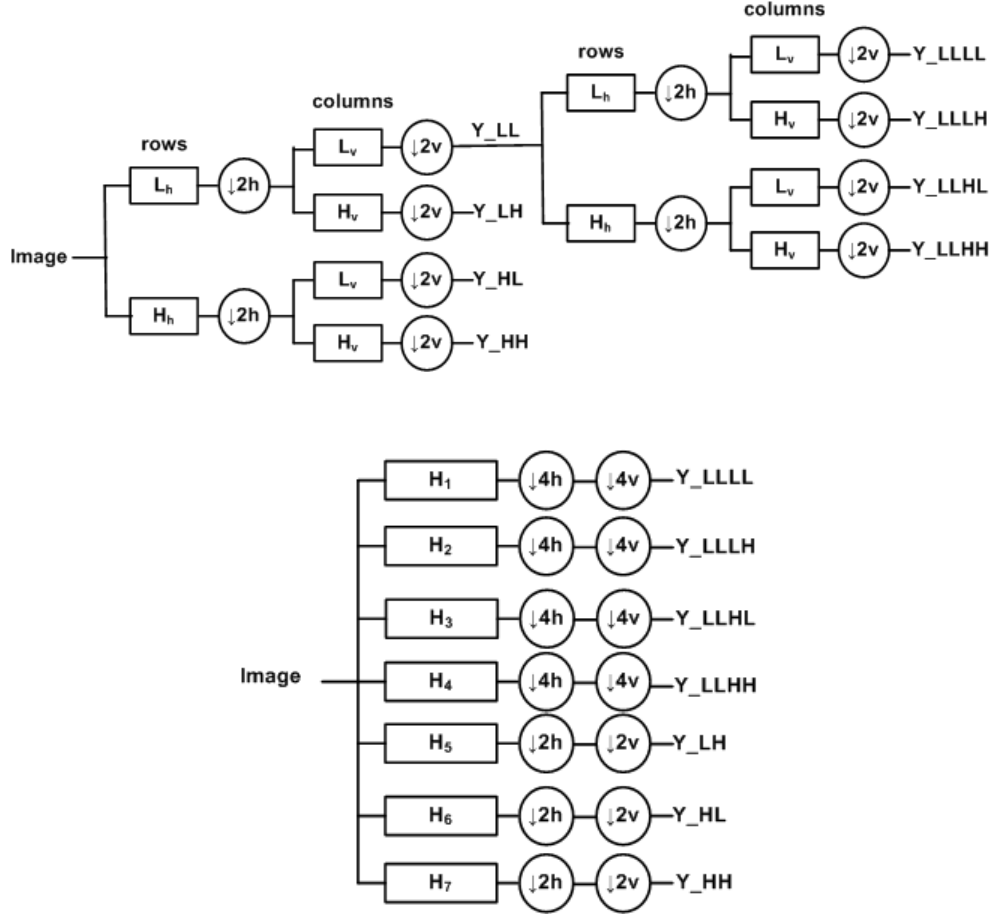 columns
rows
Lᵥ ↓2v Y_LLLL
columns
Lₕ ↓2h
Hᵥ ↓2v Y_LLLH
rows
Lᵥ ↓2v Y_LL
Lₕ ↓2h
Lᵥ ↓2v Y_LLHL
Hᵥ ↓2v Y_LH
Hₕ ↓2h
Hᵥ ↓2v Y_LLHH
Image
Lᵥ ↓2v Y_HL
Hₕ ↓2h
Hᵥ ↓2v Y_HH
H₁ ↓4h ↓4v Y_LLLL
H₂ ↓4h ↓4v Y_LLLH
H₃ ↓4h ↓4v Y_LLHL
Image
H₄ ↓4h ↓4v Y_LLHH
H₅ ↓2h ↓2v Y_LH
H₆ ↓2h ↓2v Y_HL
H₇ ↓2h ↓2v Y_HH